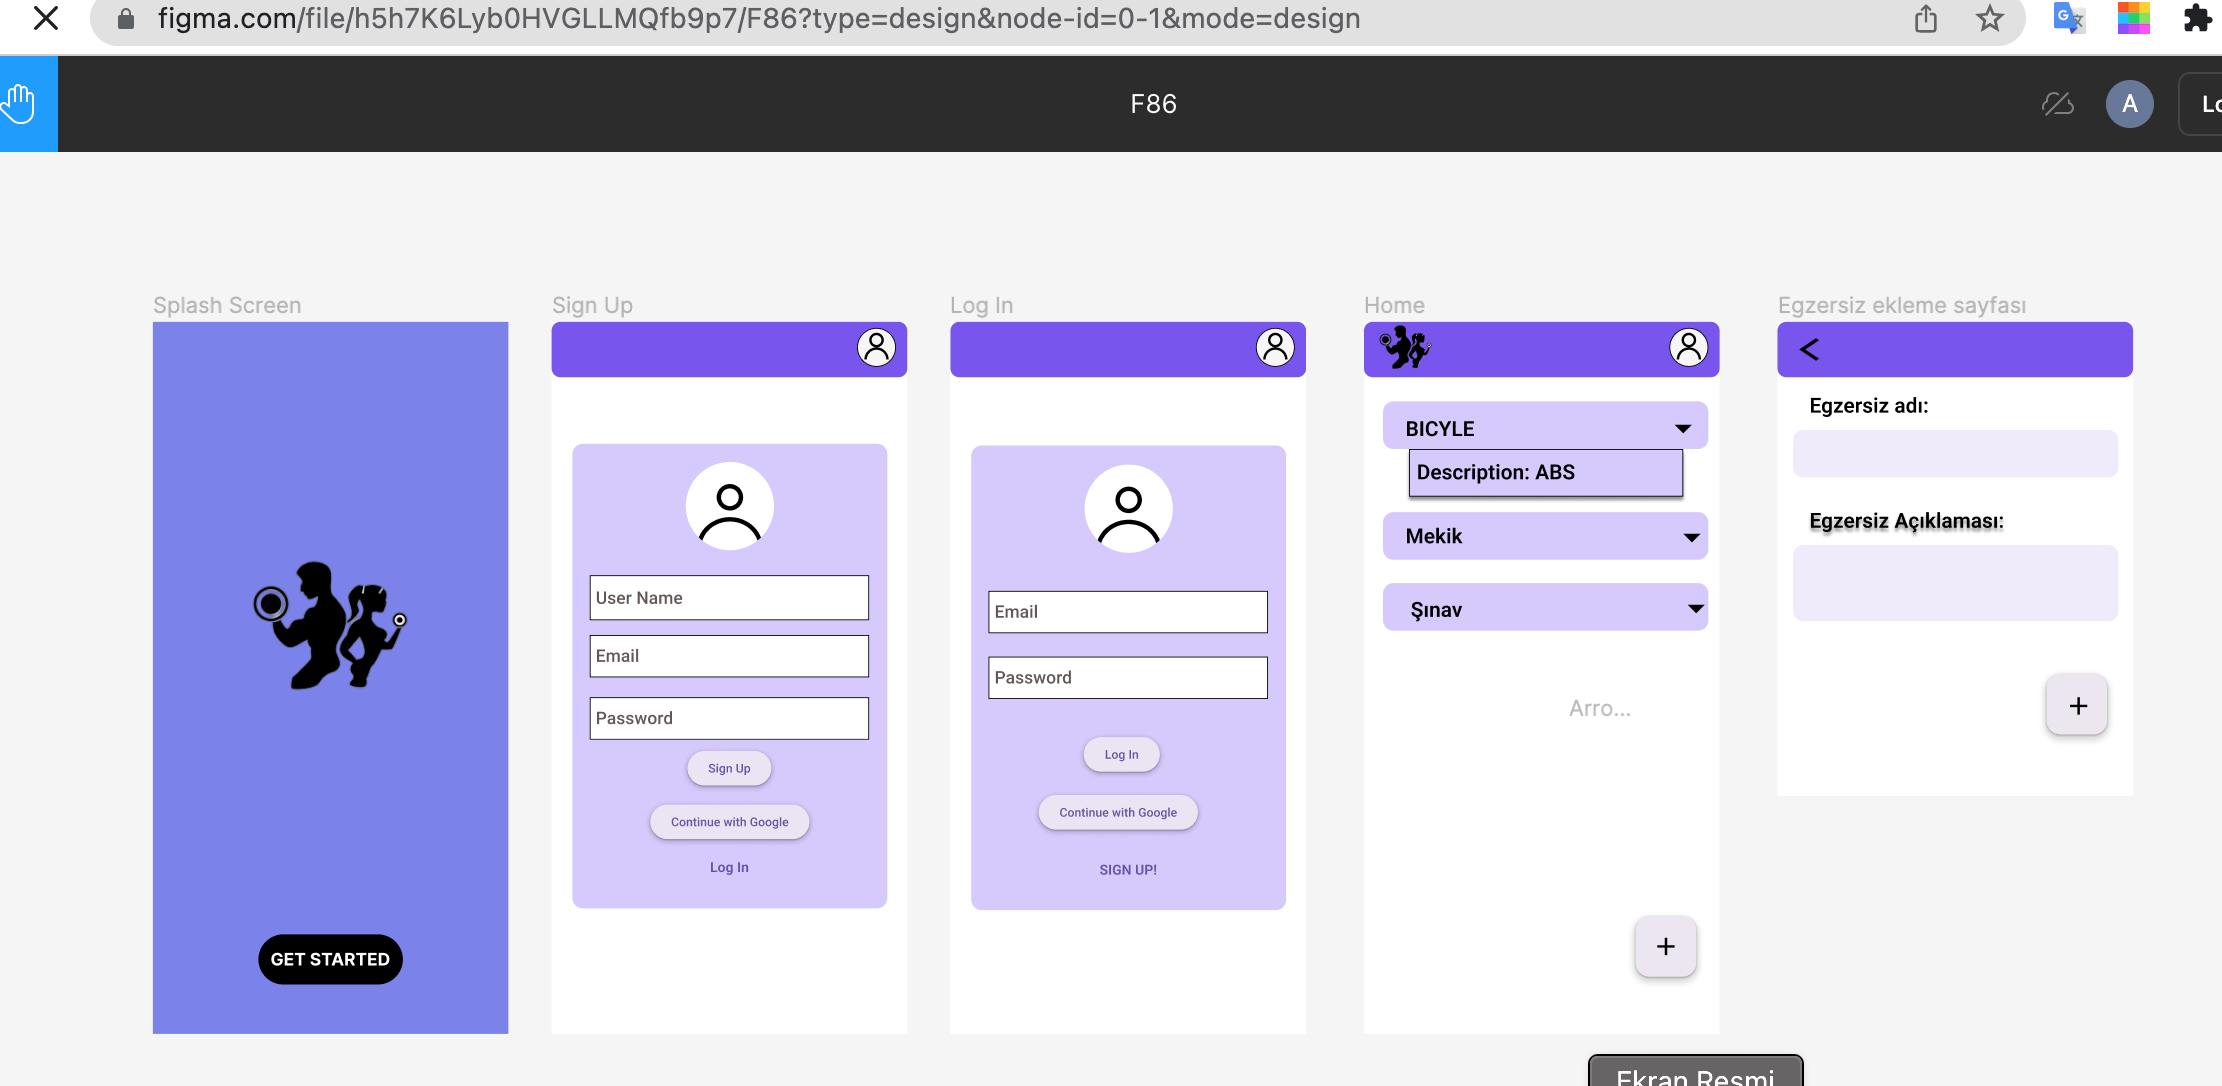 figma.com/file/h5h7K6Lyb0HVGLLMQfb9p7/F86?type=design&node-id=0-1&mode=design
F86
A
Splash Screen
GET STARTED
Sign Up
User Name
Email
Password
Sign Up
Continue with Google
Log In
Log In
Email
Password
Log In
Continue with Google
SIGN UP!
Home
BICYLE
Description: ABS
Mekik
Şınav
Arro...
+
Egzersiz ekleme sayfası
Egzersiz adı:
Egzersiz Açıklaması:
+
Ekran Resmi